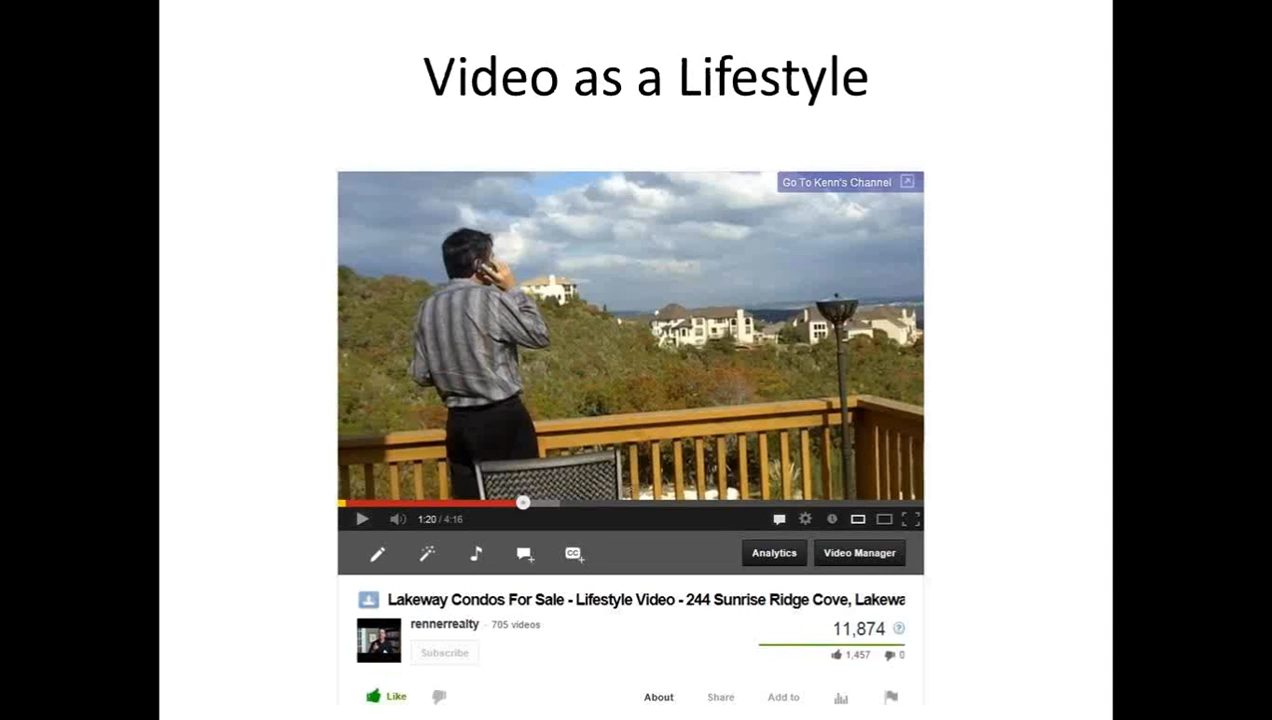 Video as a Lifestyle
Go To Kenn's Channel
1:20 / 4:16
CC
Analytics
Video Manager
Lakeway Condos For Sale - Lifestyle Video - 244 Sunrise Ridge Cove, Lakewa
rennerrealty - 705 videos
11,874
Subscribe
1,457
0
Like
About
Share
Add to